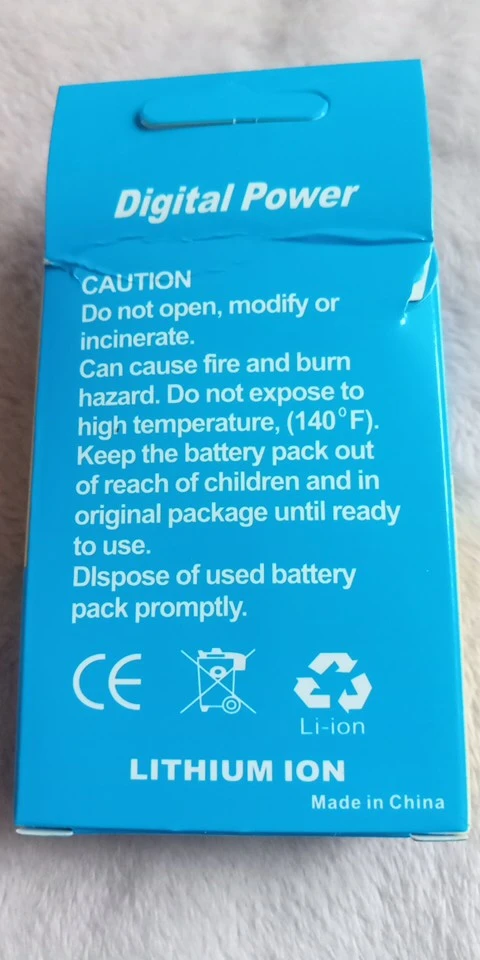 Digital Power
CAUTION
Do not open, modify or
incinerate.
Can cause fire and burn
hazard. Do not expose to
high temperature, (140°F).
Keep the battery pack out
of reach of children and in
original package until ready
to use.
DIspose of used battery
pack promptly.
CE
Li-ion
LITHIUM ION
Made in China